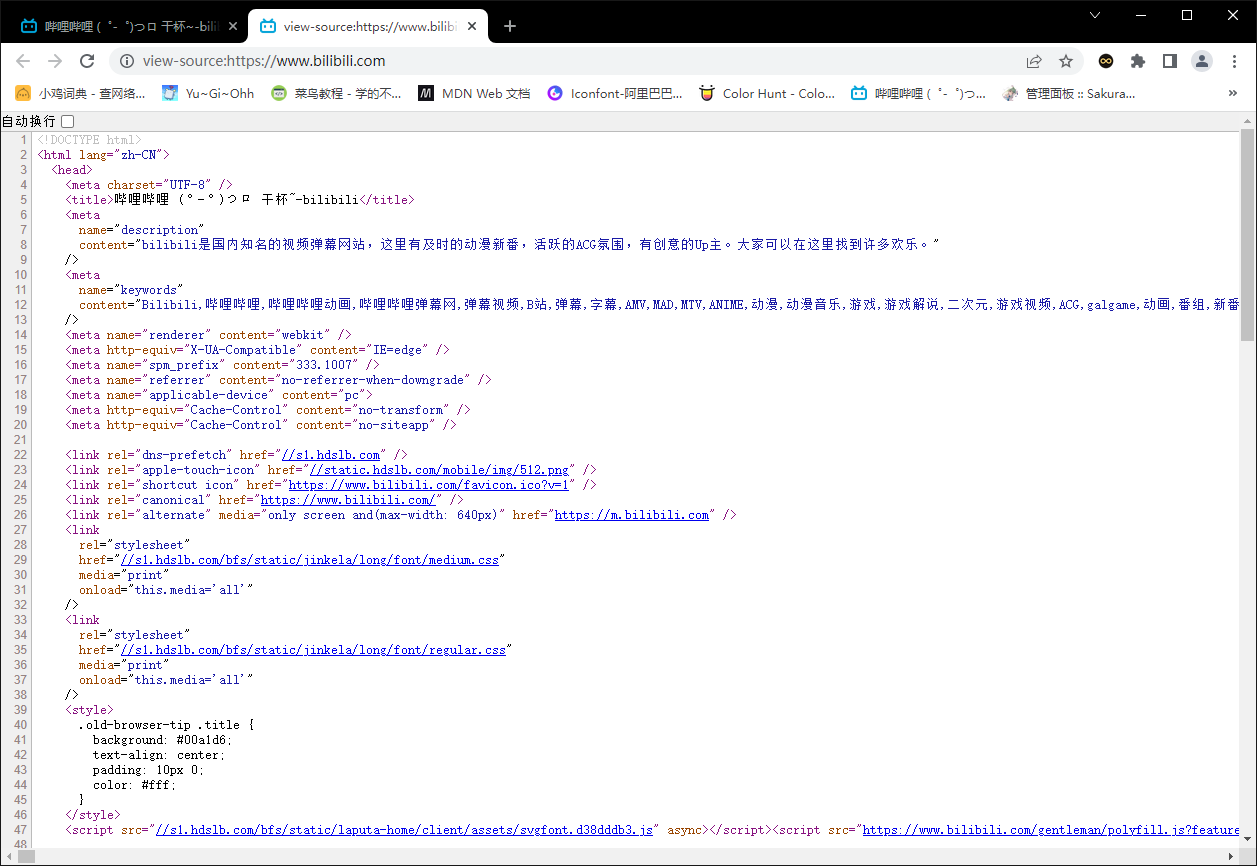 哔哩哔哩 (゜-゜)つロ 干杯~-bili
view-source:https://www.bilib
view-source:https://www.bilibili.com
小鸡词典 - 查网络... Yu~Gi~Ohh 菜鸟教程 - 学的不... MDN Web 文档 Iconfont-阿里巴巴... Color Hunt - Colo... 哔哩哔哩 (゜-゜)つ... 管理面板 :: Sakura... »
自动换行
1 <!DOCTYPE html>
2 <html lang="zh-CN">
3 <head>
4 <meta charset="UTF-8" />
5 <title>哔哩哔哩 (゜-゜)つロ 干杯~-bilibili</title>
6 <meta
7 name="description"
8 content="bilibili是国内知名的视频弹幕网站，这里有及时的动漫新番，活跃的ACG氛围，有创意的Up主。大家可以在这里找到许多欢乐。"
9 />
10 <meta
11 name="keywords"
12 content="Bilibili,哔哩哔哩,哔哩哔哩动画,哔哩哔哩弹幕网,弹幕视频,B站,弹幕,字幕,AMV,MAD,MTV,ANIME,动漫,动漫音乐,游戏,游戏解说,二次元,游戏视频,ACG,galgame,动画,番组,新番
13 />
14 <meta name="renderer" content="webkit" />
15 <meta http-equiv="X-UA-Compatible" content="IE=edge" />
16 <meta name="spm_prefix" content="333.1007" />
17 <meta name="referrer" content="no-referrer-when-downgrade" />
18 <meta name="applicable-device" content="pc">
19 <meta http-equiv="Cache-Control" content="no-transform" />
20 <meta http-equiv="Cache-Control" content="no-siteapp" />
21
22 <link rel="dns-prefetch" href="//s1.hdslb.com" />
23 <link rel="apple-touch-icon" href="//static.hdslb.com/mobile/img/512.png" />
24 <link rel="shortcut icon" href="https://www.bilibili.com/favicon.ico?v=1" />
25 <link rel="canonical" href="https://www.bilibili.com/" />
26 <link rel="alternate" media="only screen and(max-width: 640px)" href="https://m.bilibili.com" />
27 <link
28 rel="stylesheet"
29 href="//s1.hdslb.com/bfs/static/jinkela/long/font/medium.css"
30 media="print"
31 onload="this.media='all'"
32 />
33 <link
34 rel="stylesheet"
35 href="//s1.hdslb.com/bfs/static/jinkela/long/font/regular.css"
36 media="print"
37 onload="this.media='all'"
38 />
39 <style>
40 .old-browser-tip .title {
41 background: #00a1d6;
42 text-align: center;
43 padding: 10px 0;
44 color: #fff;
45 }
46 </style>
47 <script src="//s1.hdslb.com/bfs/static/laputa-home/client/assets/svgfont.d38dddb3.js" async></script><script src="https://www.bilibili.com/gentleman/polyfill.js?feature
48